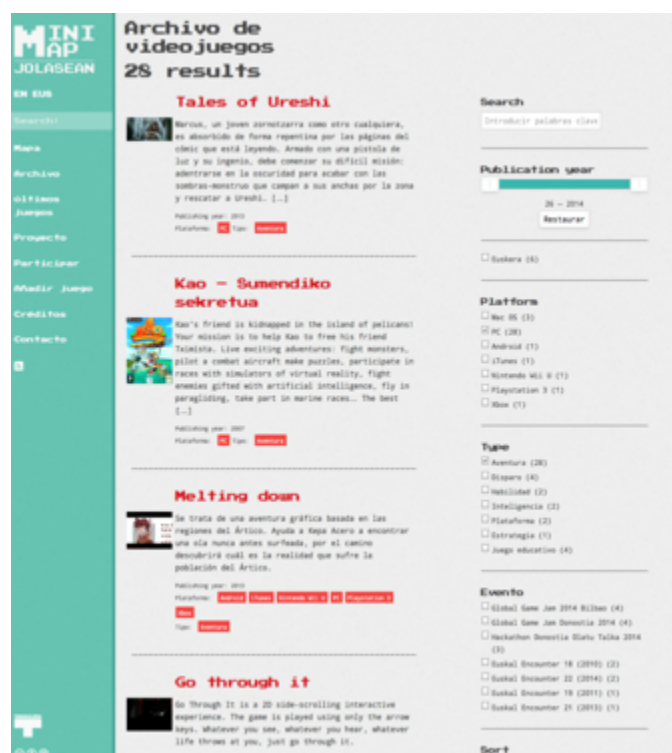 MINI
MAP
JOLASEAN
EN EUS
Search:
Mapa
Archivo
Últimos
juegos
Proyecto
Participar
Añadir juego
Créditos
Contacto
Archivo de
videojuegos
28 results
Tales of Ureshi
Marcus, un joven zornotzarra como otro cualquiera,
es absorbido de forma repentina por las páginas del
cómic que está leyendo. Armado con una pistola de
luz y su ingenio, debe comenzar su difícil misión:
adentrarse en la oscuridad para acabar con las
sombras-monstruo que campan a sus anchas por la zona
y rescatar a Ureshi. […]
Publishing year: 2013
Plataforma: PC Tipo: Aventura
Kao – Sumendiko
sekretua
Kao's friend is kidnapped in the island of pelicans!
Your mission is to help Kao to free his friend
Tximista. Live exciting adventures: fight monsters,
pilot a combat aircraft make puzzles, participate in
races with simulators of virtual reality, fight
enemies gifted with artificial intelligence, fly in
paragliding, take part in marine races… The best
[…]
Publishing year: 2007
Plataforma: PC Tipo: Aventura
Melting down
Se trata de una aventura gráfica basada en las
regiones del Ártico. Ayuda a Kepa Acero a encontrar
una ola nunca antes surfeada, por el camino
descubrirá cuál es la realidad que sufre la
población del Ártico.
Publishing year: 2013
Plataforma: Android iTunes Nintendo Wii U PC Playstation 3
Xbox
Tipo: Aventura
Go through it
Go Through It is a 2D side-scrolling interactive
experience. The game is played using only the arrow
keys. Whatever you see, whatever you hear, whatever
life throws at you, just go through it.
Search
Introducir palabras clave
Publication year
26 – 2014
Restaurar
Euskera (6)
Platform
Mac OS (3)
PC (28)
Android (1)
iTunes (1)
Nintendo Wii U (1)
Playstation 3 (1)
Xbox (1)
Type
Aventura (28)
Disparo (4)
Habilidad (2)
Inteligencia (2)
Plataforma (2)
Estrategia (1)
Juego educativo (4)
Evento
Global Game Jam 2014 Bilbao (4)
Global Game Jam Donostia 2014 (4)
Hackathon Donostia Olatu Talka 2014
(3)
Euskal Encounter 18 (2010) (2)
Euskal Encounter 22 (2014) (2)
Euskal Encounter 19 (2011) (1)
Euskal Encounter 21 (2013) (1)
Sort